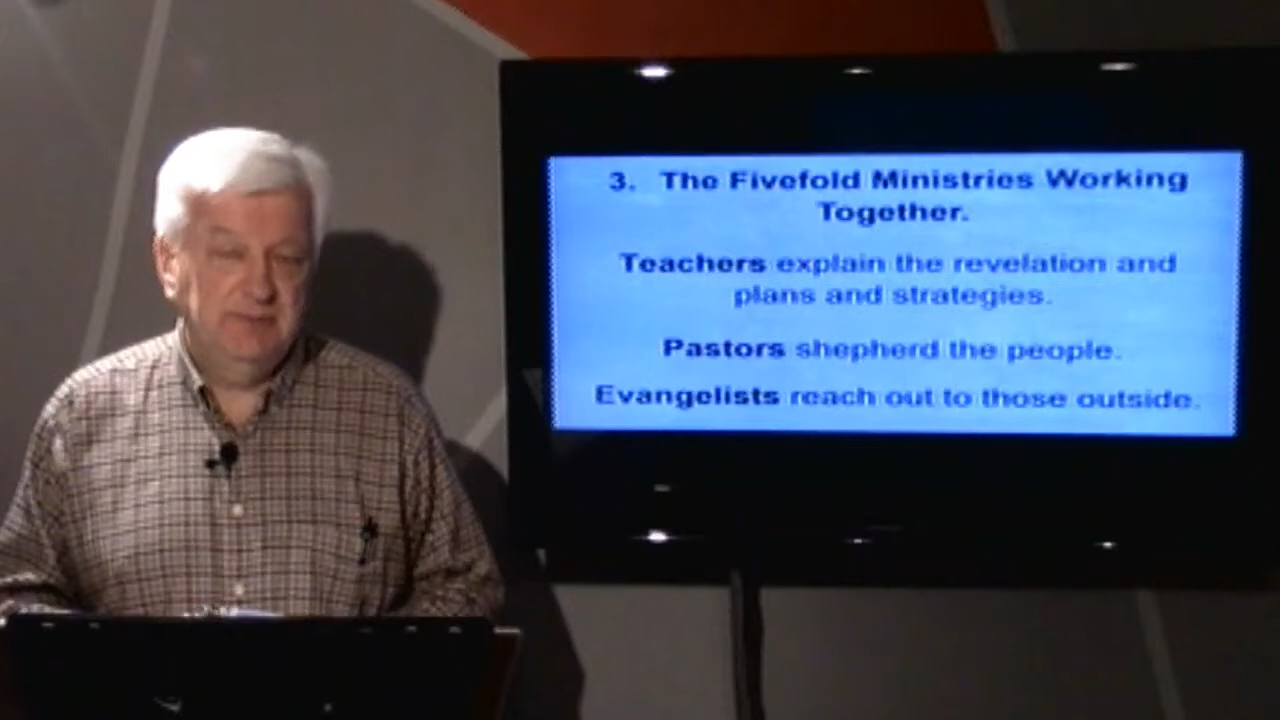 3. The Fivefold Ministries Working
Together.
Teachers explain the revelation and
plans and strategies.
Pastors shepherd the people.
Evangelists reach out to those outside.